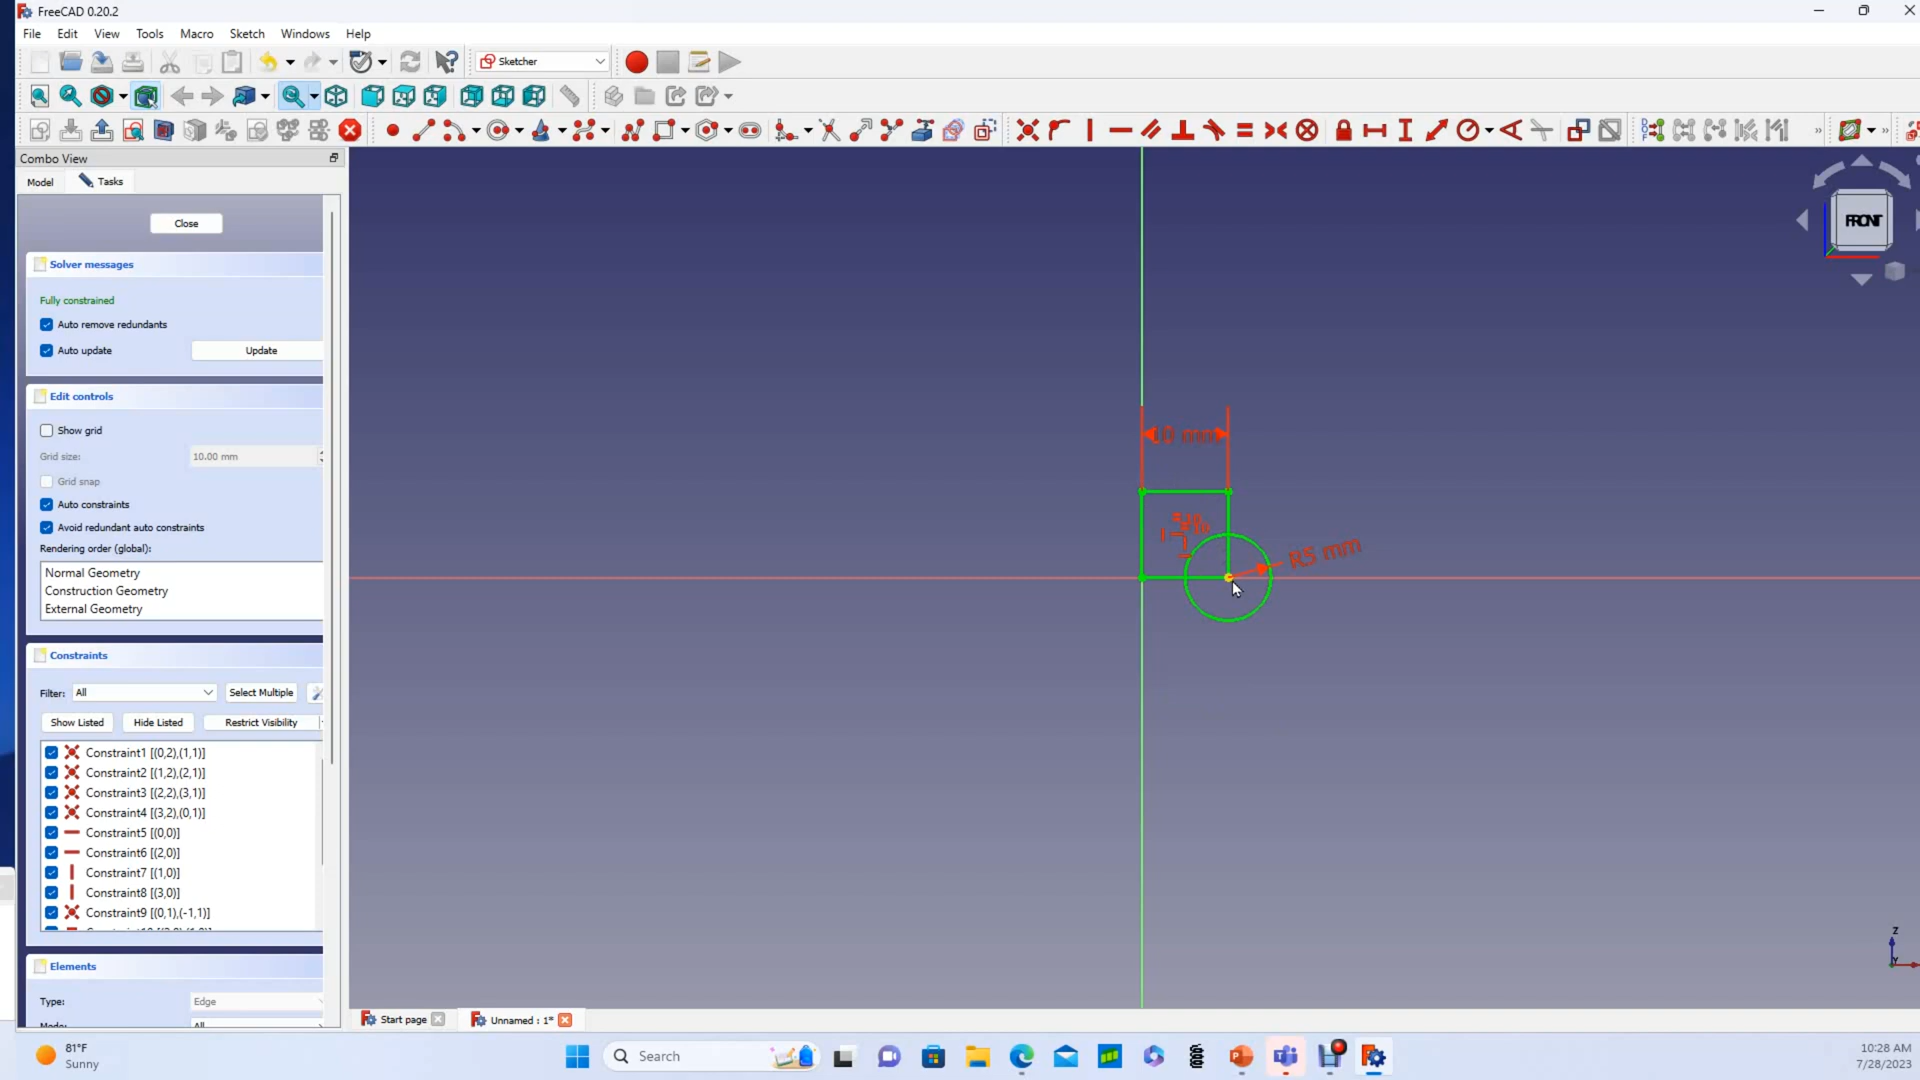 FreeCAD 0.20.2
File Edit View Tools Macro Sketch Windows Help
Sketcher
Combo View
Model Tasks
Close
Solver messages
Fully constrained
Auto remove redundants
Auto update Update
Edit controls
Show grid
Grid size: 10.00 mm
Grid snap
Auto constraints
Avoid redundant auto constraints
Rendering order (global):
Normal Geometry
Construction Geometry
External Geometry
Constraints
Filter: All Select Multiple
Show Listed Hide Listed Restrict Visibility
Constraint1 [(0,2),(1,1)]
Constraint2 [(1,2),(2,1)]
Constraint3 [(2,2),(3,1)]
Constraint4 [(3,2),(0,1)]
Constraint5 [(0,0)]
Constraint6 [(2,0)]
Constraint7 [(1,0)]
Constraint8 [(3,0)]
Constraint9 [(0,1),(-1,1)]
Elements
Type: Edge
FRONT
10 mm
R5 mm
Z
Y
Start page Unnamed : 1*
81°F
Sunny
Search
10:28 AM
7/28/2023